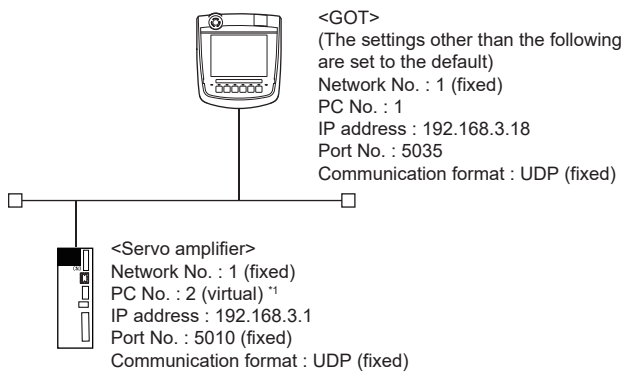 <GOT>
(The settings other than the following
are set to the default)
Network No. : 1 (fixed)
PC No. : 1
IP address : 192.168.3.18
Port No. : 5035
Communication format : UDP (fixed)
<Servo amplifier>
Network No. : 1 (fixed)
PC No. : 2 (virtual) *1
IP address : 192.168.3.1
Port No. : 5010 (fixed)
Communication format : UDP (fixed)